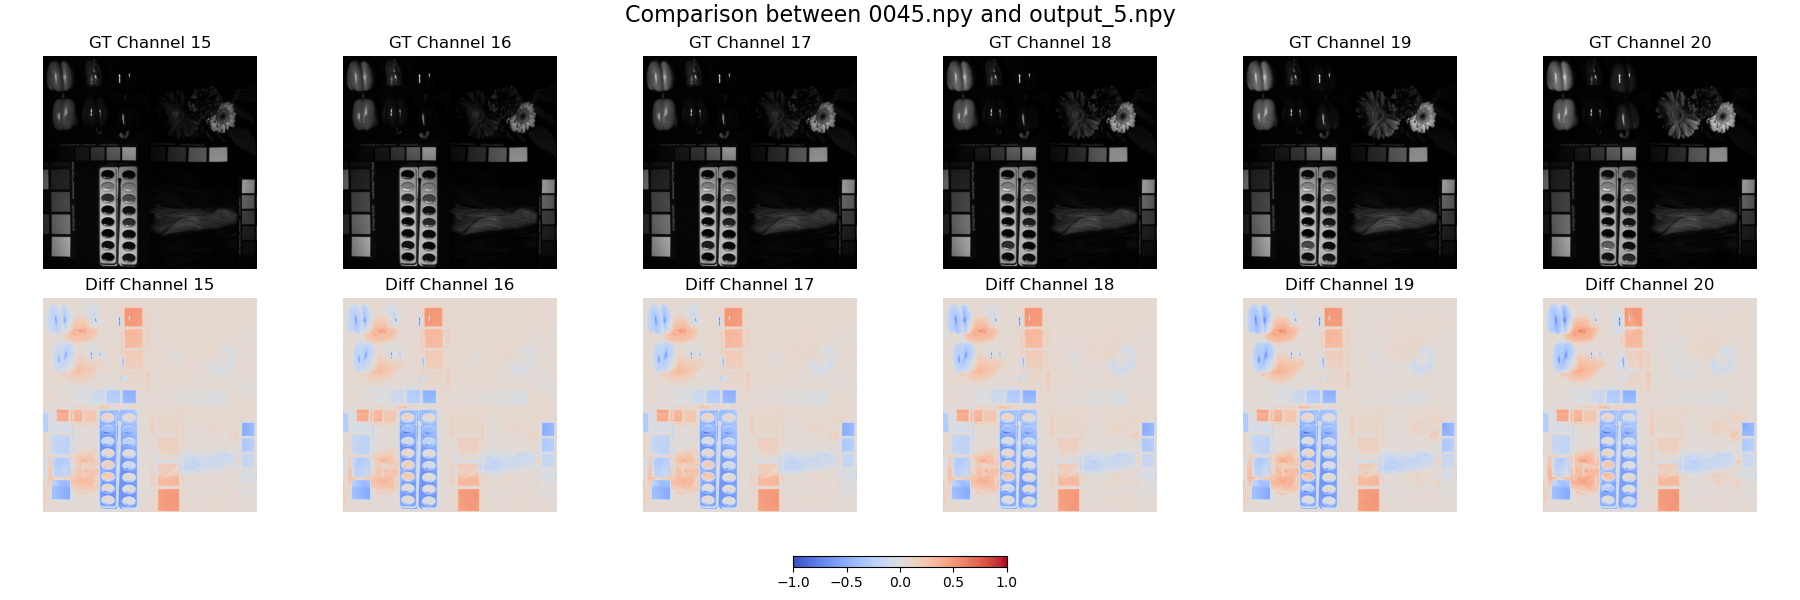 Comparison between 0045.npy and output_5.npy
GT Channel 15
GT Channel 16
GT Channel 17
GT Channel 18
GT Channel 19
GT Channel 20
Diff Channel 15
Diff Channel 16
Diff Channel 17
Diff Channel 18
Diff Channel 19
Diff Channel 20
−1.0 −0.5 0.0 0.5 1.0